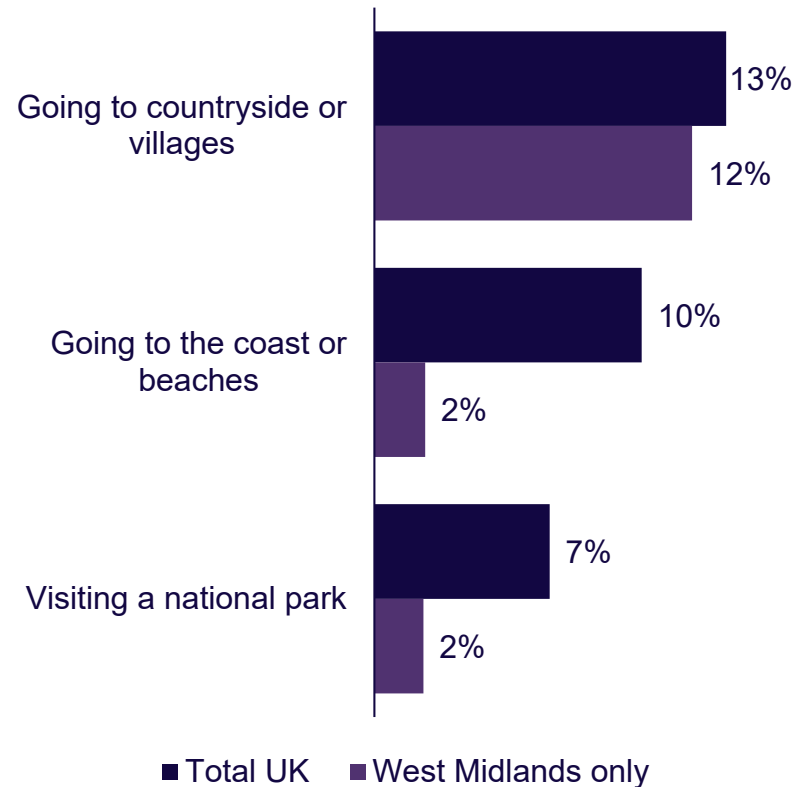 Going to countryside or
villages
13%
12%
Going to the coast or
beaches
10%
2%
Visiting a national park
7%
2%
Total UK
West Midlands only